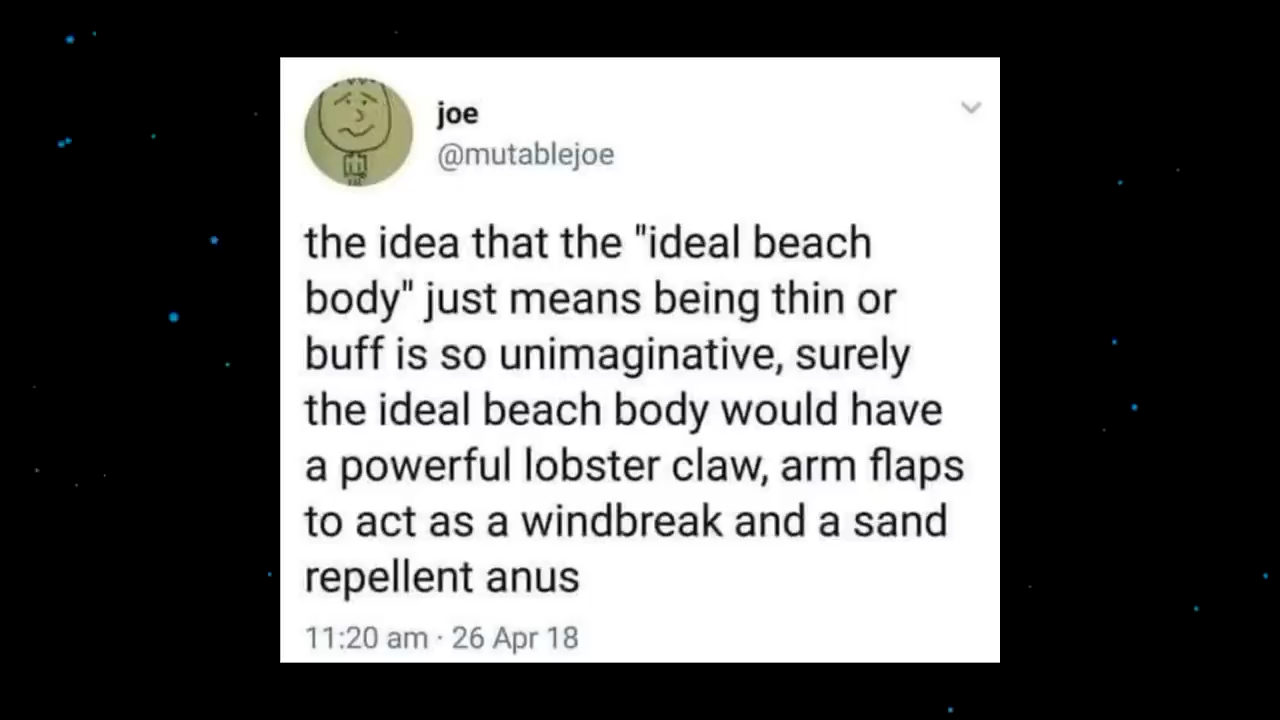 joe
@mutablejoe
the idea that the "ideal beach
body" just means being thin or
buff is so unimaginative, surely
the ideal beach body would have
a powerful lobster claw, arm flaps
to act as a windbreak and a sand
repellent anus
11:20 am · 26 Apr 18